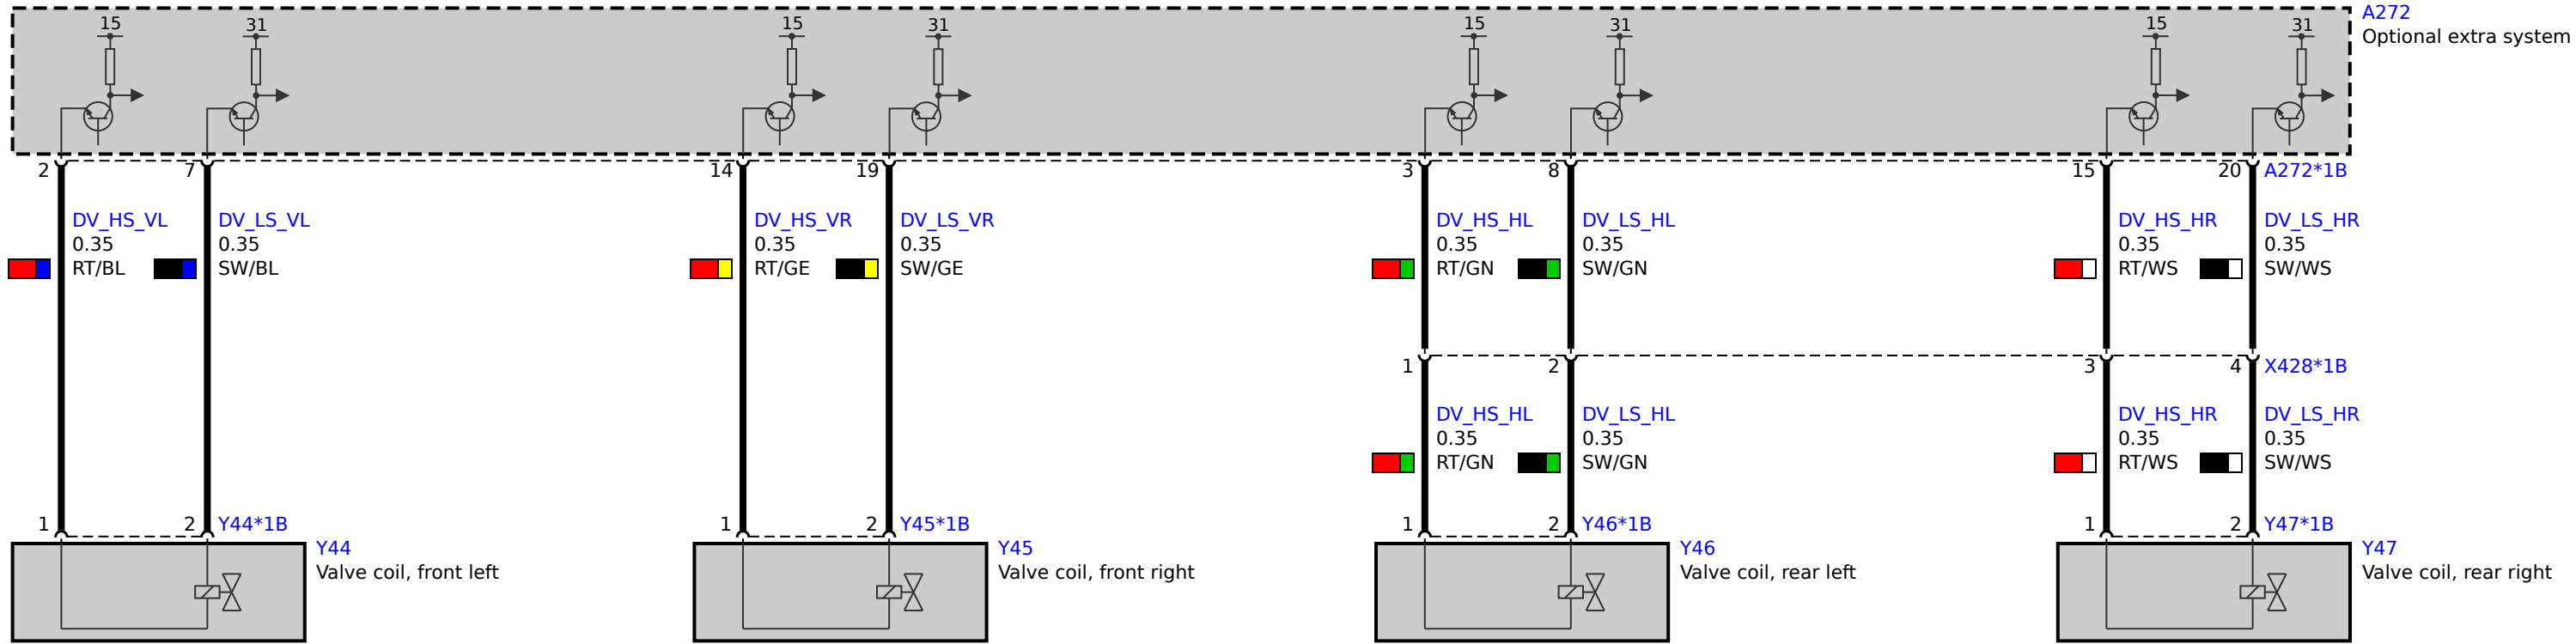 15 31 15 31 15 31 15 31
A272
Optional extra system
2 7 14 19 3 8 15 20 A272*1B
DV_HS_VL DV_LS_VL DV_HS_VR DV_LS_VR DV_HS_HL DV_LS_HL DV_HS_HR DV_LS_HR
0.35 0.35 0.35 0.35 0.35 0.35 0.35 0.35
RT/BL SW/BL RT/GE SW/GE RT/GN SW/GN RT/WS SW/WS
1 2 3 4 X428*1B
DV_HS_HL DV_LS_HL DV_HS_HR DV_LS_HR
0.35 0.35 0.35 0.35
RT/GN SW/GN RT/WS SW/WS
1 2 Y44*1B 1 2 Y45*1B 1 2 Y46*1B 1 2 Y47*1B
Y44 Y45 Y46 Y47
Valve coil, front left Valve coil, front right Valve coil, rear left Valve coil, rear right